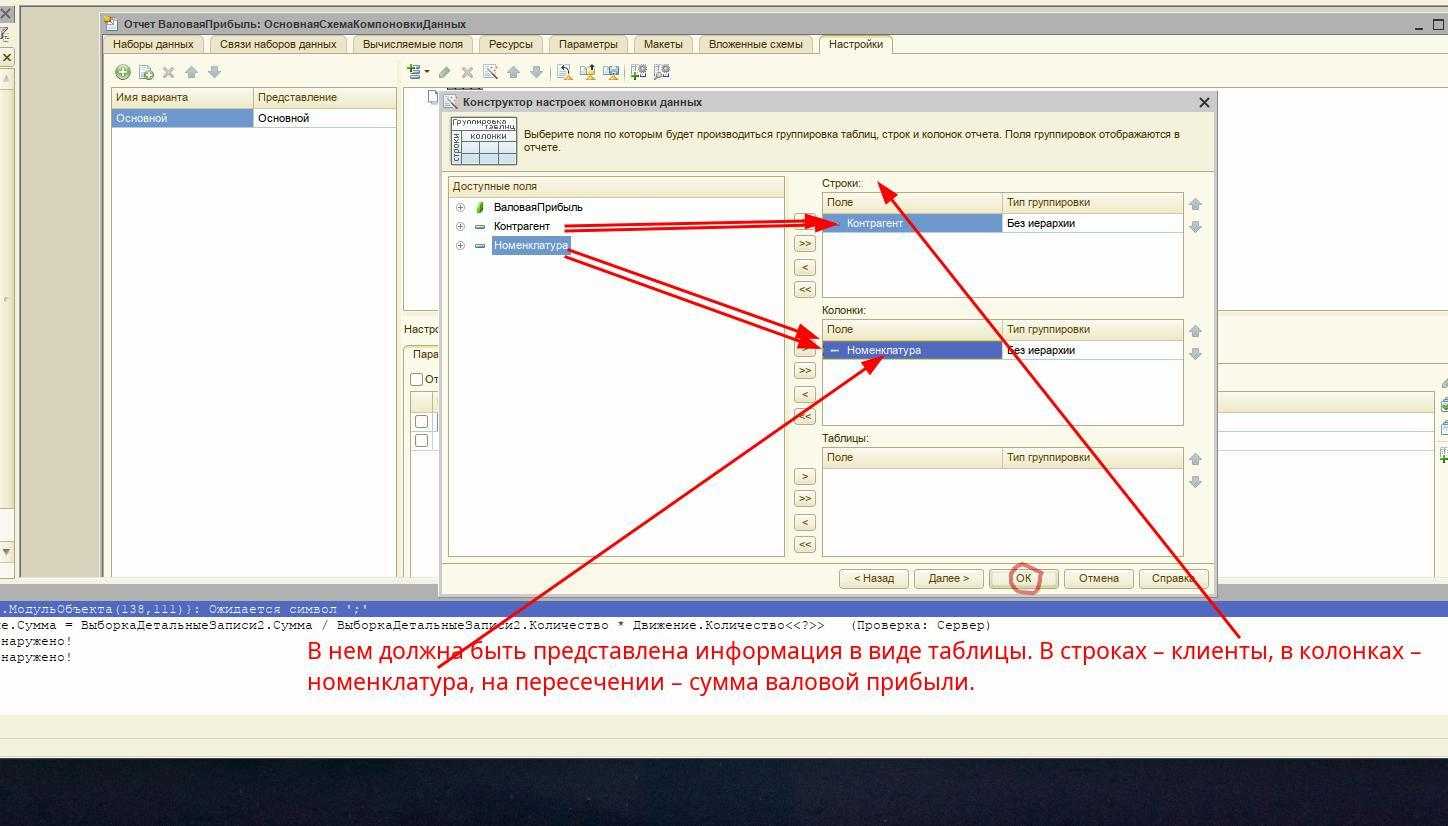 Отчет ВаловаяПрибыль: ОсновнаяСхемаКомпоновкиДанных
Наборы данных Связи наборов данных Вычисляемые поля Ресурсы Параметры Макеты Вложенные схемы Настройки
Имя варианта Представление
Основной Основной
Конструктор настроек компоновки данных
Группировка
таблиц
колонки
строки
Выберите поля по которым будет производиться группировка таблиц, строк и колонок отчета. Поля группировок отображаются в
отчете.
Доступные поля
ВаловаяПрибыль
Контрагент
Номенклатура
Строки:
Поле Тип группировки
Контрагент Без иерархии
>>
<
<<
Колонки:
Поле Тип группировки
Номенклатура Без иерархии
>
>>
<
<<
Таблицы:
Поле Тип группировки
>
>>
<
<<
Настро
Пара
От
< Назад Далее > ОК Отмена Справка
.МодульОбъекта(138,111)}: Ожидается символ ';'
е.Сумма = ВыборкаДетальныеЗаписи2.Сумма / ВыборкаДетальныеЗаписи2.Количество * Движение.Количество<<?>> (Проверка: Сервер)
наружено!
наружено!
В нем должна быть представлена информация в виде таблицы. В строках – клиенты, в колонках –
номенклатура, на пересечении – сумма валовой прибыли.